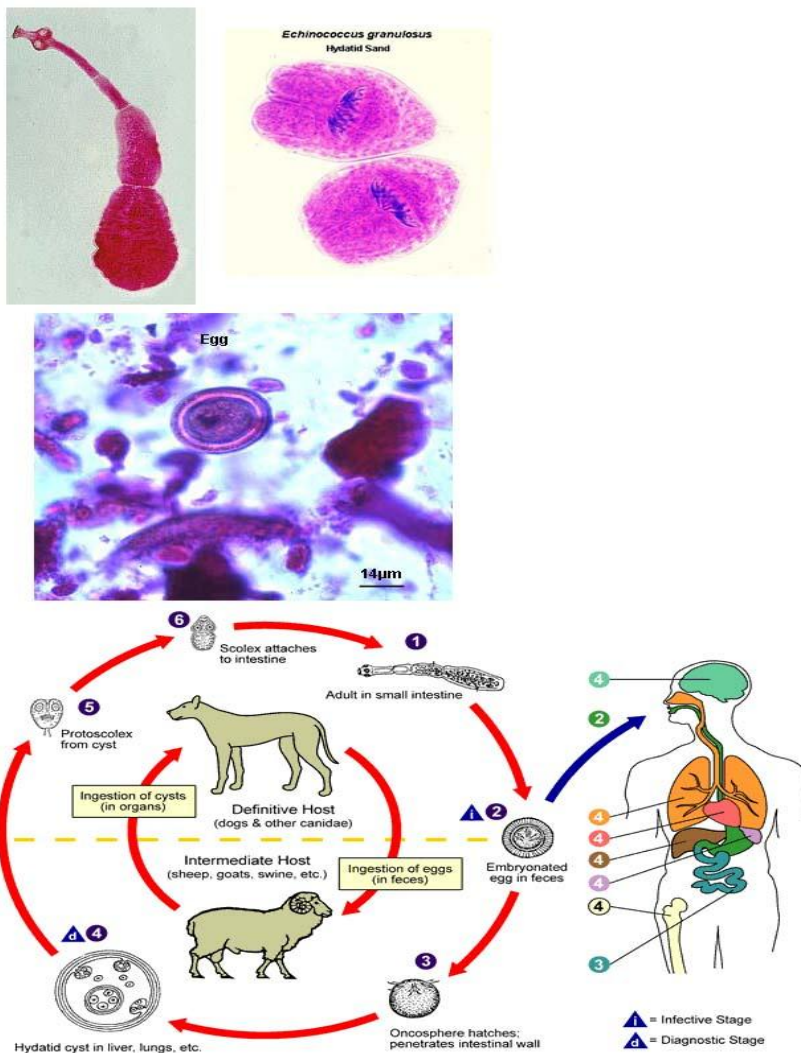 Echinococcus granulosus
Hydatid Sand
Egg
14µm
6
Scolex attaches
to intestine
1
Adult in small intestine
5
Protoscolex
from cyst
Ingestion of cysts
(in organs)
Definitive Host
(dogs & other canidae)
i 2
Embryonated
egg in feces
Intermediate Host
(sheep, goats, swine, etc.)
Ingestion of eggs
(in feces)
d 4
Hydatid cyst in liver, lungs, etc.
3
Oncosphere hatches;
penetrates intestinal wall
4
2
4
4
4
4
4
3
i = Infective Stage
d = Diagnostic Stage